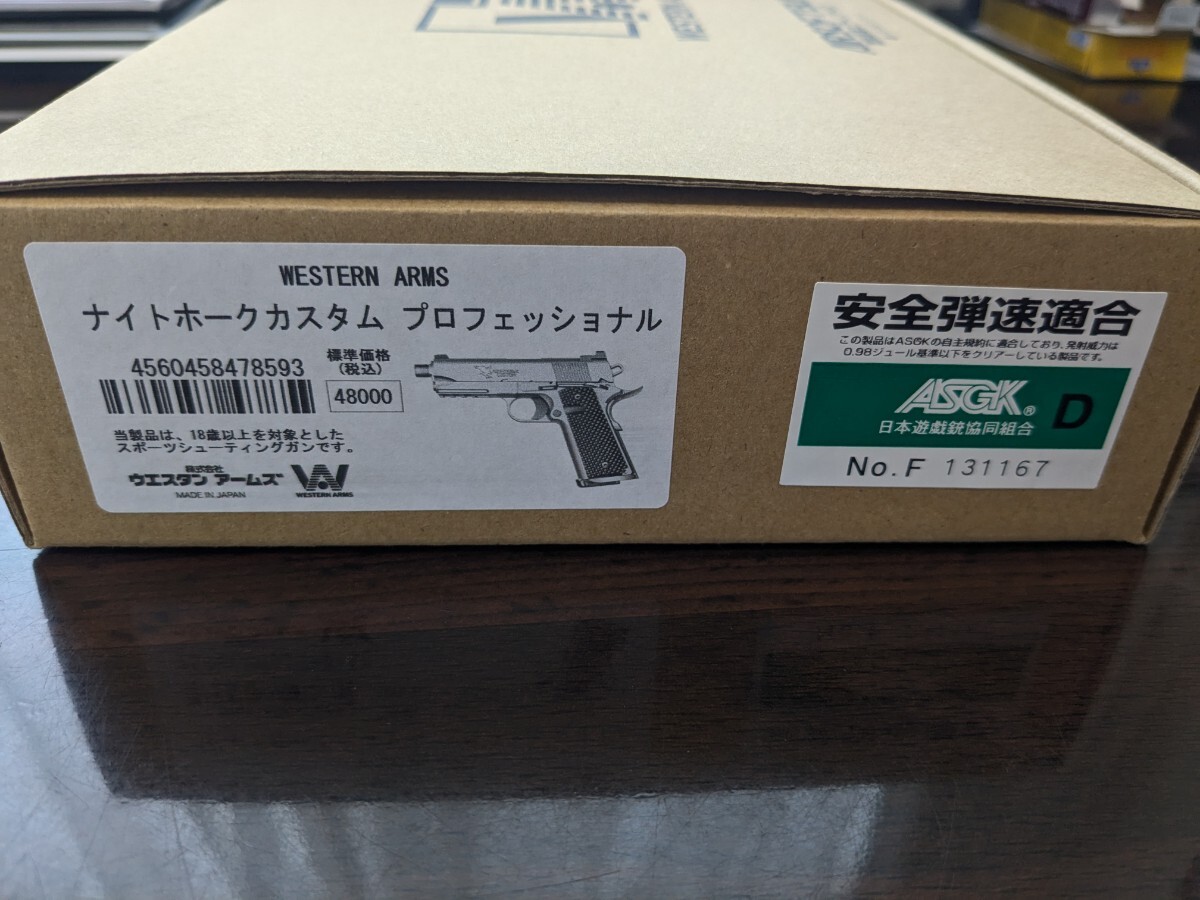 WESTERN ARMS
ナイトホークカスタム プロフェッショナル
4560458478593
標準価格
(税込)
48000
当製品は、18歳以上を対象とした
スポーツシューティングガンです。
株式会社
ウエスタン アームズ
MADE IN JAPAN
WESTERN ARMS
安全弾速適合
この製品はASGKの自主規約に適合しており、発射威力は
0.98ジュール基準以下をクリアーしている製品です。
ASGK®
D
日本遊戯銃協同組合
No.F 131167